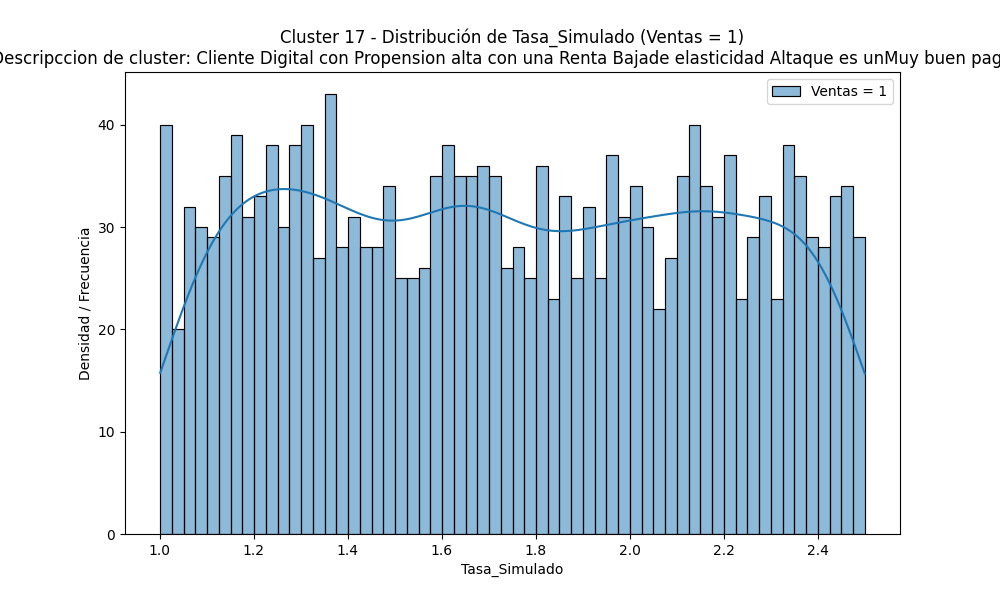 Cluster 17 - Distribución de Tasa_Simulado (Ventas = 1)
Descripccion de cluster: Cliente Digital con Propension alta con una Renta Bajade elasticidad Altaque es unMuy buen pag
Ventas = 1
Densidad / Frecuencia
40
30
20
10
0
1.0 1.2 1.4 1.6 1.8 2.0 2.2 2.4
Tasa_Simulado